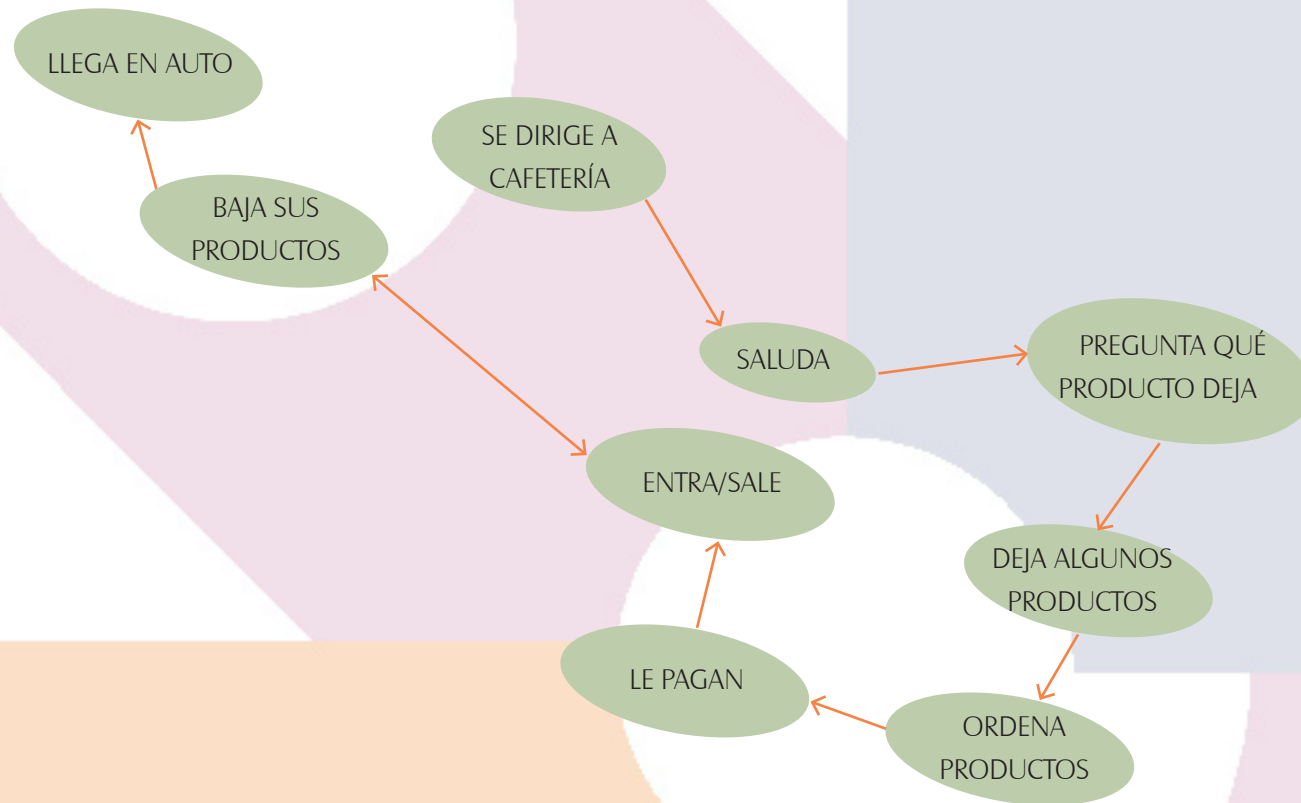 LLEGA EN AUTO
BAJA SUS
PRODUCTOS
SE DIRIGE A
CAFETERÍA
SALUDA
PREGUNTA QUÉ
PRODUCTO DEJA
ENTRA/SALE
DEJA ALGUNOS
PRODUCTOS
LE PAGAN
ORDENA
PRODUCTOS